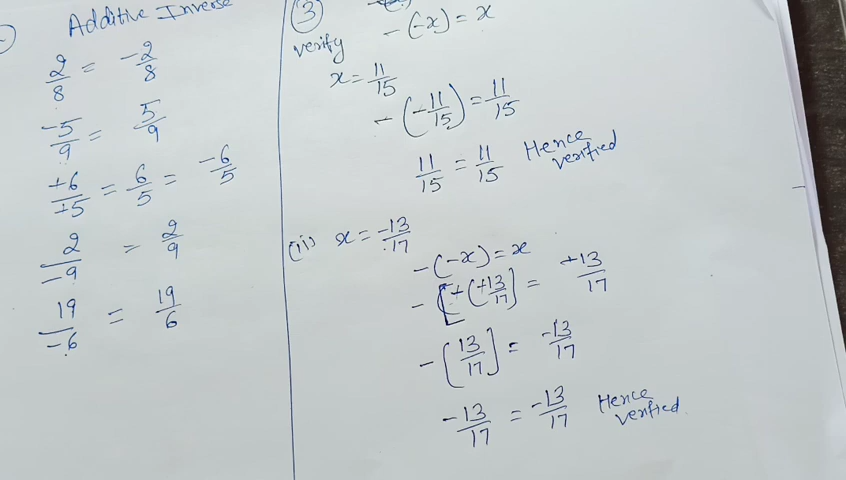 Additive Inverse
2/8 = -2/8
-5/9 = 5/9
+6/+5 = 6/5 = -6/5
2/-9 = 2/9
19/-6 = 19/6
③
verify -(-x) = x
x = 11/15
-(-11/15) = 11/15
11/15 = 11/15 Hence verified
(ii) x = -13/17
-(-x) = x
-[+(+13/17] = +13/17
-(13/17] = -13/17
-13/17 = -13/17 Hence verified